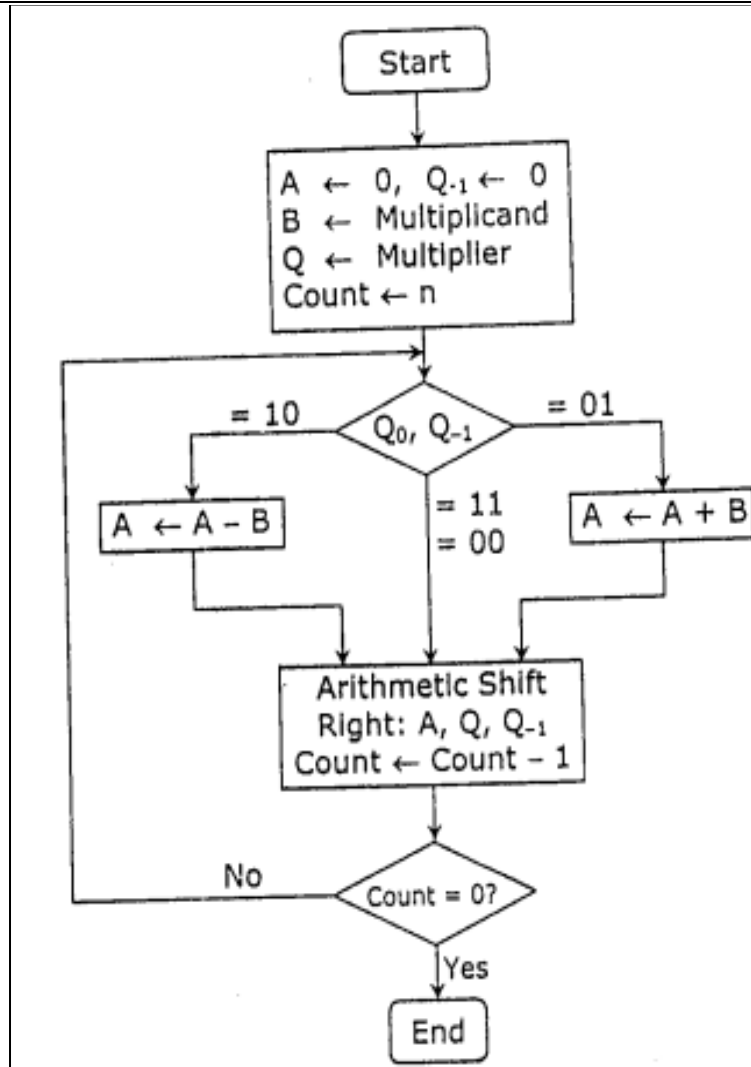 Start
A ← 0, Q₋₁ ← 0
B ← Multiplicand
Q ← Multiplier
Count ← n
= 10
Q₀, Q₋₁
= 01
A ← A – B
= 11
= 00
A ← A + B
Arithmetic Shift
Right: A, Q, Q₋₁
Count ← Count – 1
No
Count = 0?
Yes
End